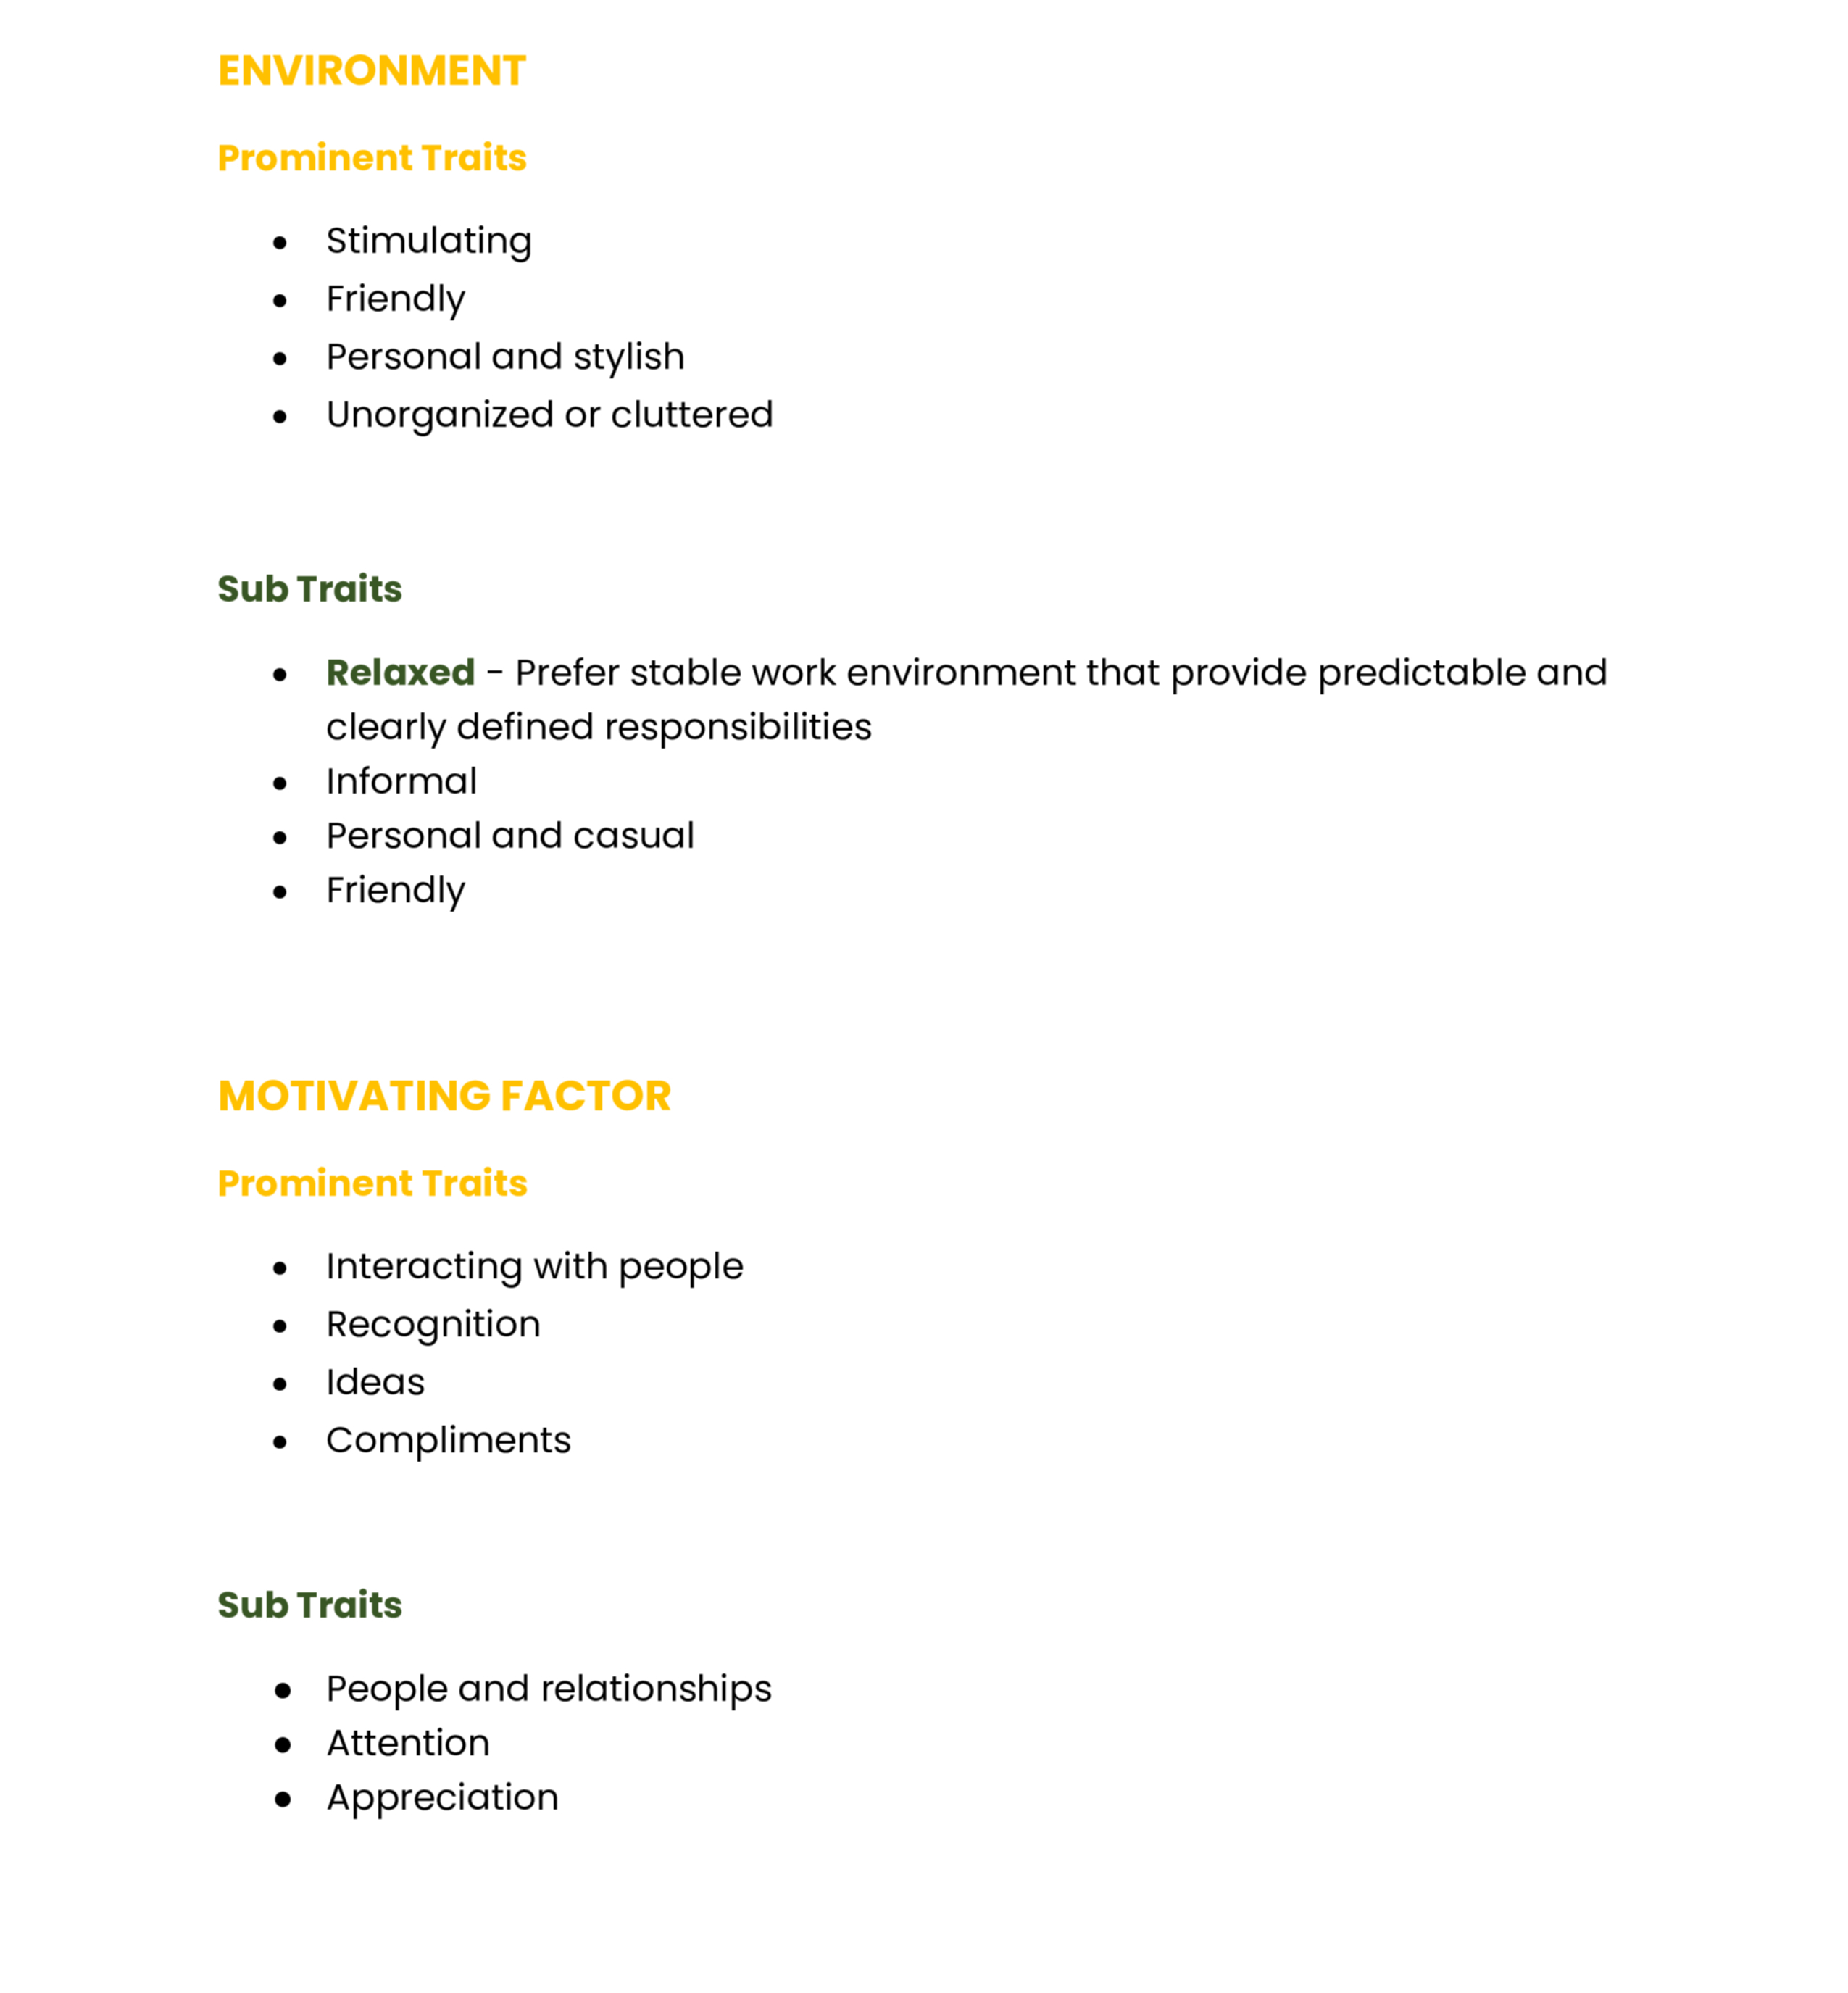 ENVIRONMENT
Prominent Traits
● Stimulating
● Friendly
● Personal and stylish
● Unorganized or cluttered
Sub Traits
● Relaxed - Prefer stable work environment that provide predictable and
clearly defined responsibilities
● Informal
● Personal and casual
● Friendly
MOTIVATING FACTOR
Prominent Traits
● Interacting with people
● Recognition
● Ideas
● Compliments
Sub Traits
● People and relationships
● Attention
● Appreciation